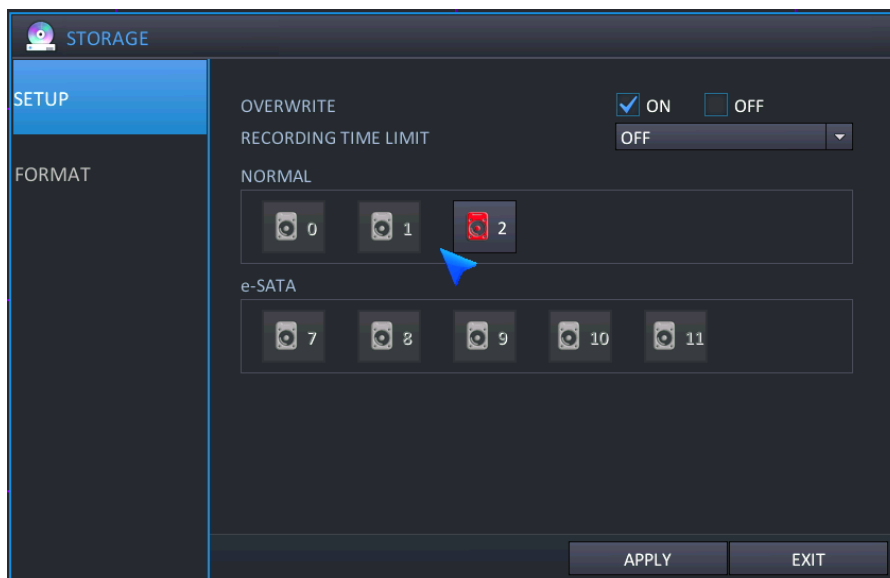 STORAGE
SETUP
FORMAT
OVERWRITE ON OFF
RECORDING TIME LIMIT OFF
NORMAL
0 1 2
e-SATA
7 8 9 10 11
APPLY EXIT